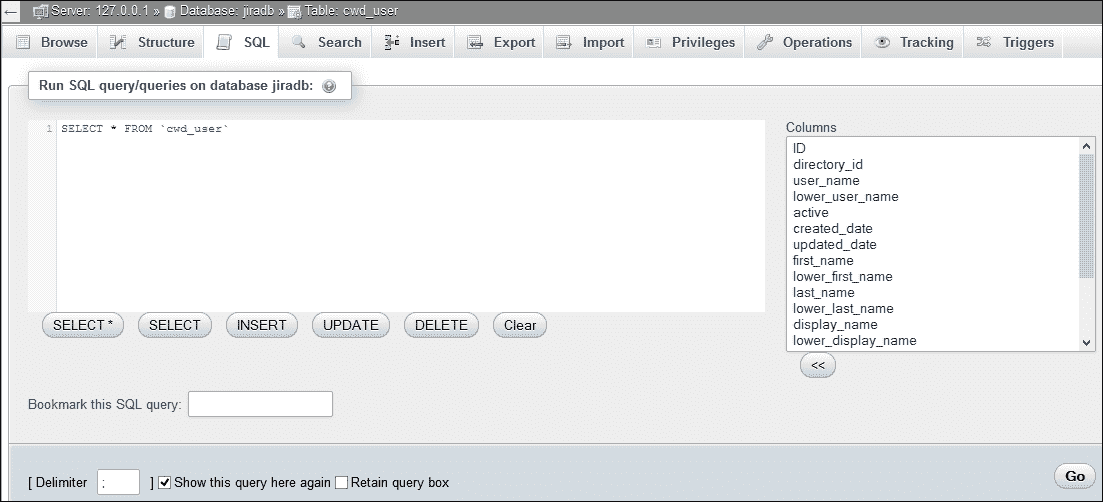 Server: 127.0.0.1 » Database: jiradb » Table: cwd_user
Browse Structure SQL Search Insert Export Import Privileges Operations Tracking Triggers
Run SQL query/queries on database jiradb:
1 SELECT * FROM `cwd_user`
Columns
ID
directory_id
user_name
lower_user_name
active
created_date
updated_date
first_name
lower_first_name
last_name
lower_last_name
display_name
lower_display_name
SELECT * SELECT INSERT UPDATE DELETE Clear
<<
Bookmark this SQL query:
[ Delimiter ; ] Show this query here again Retain query box
Go